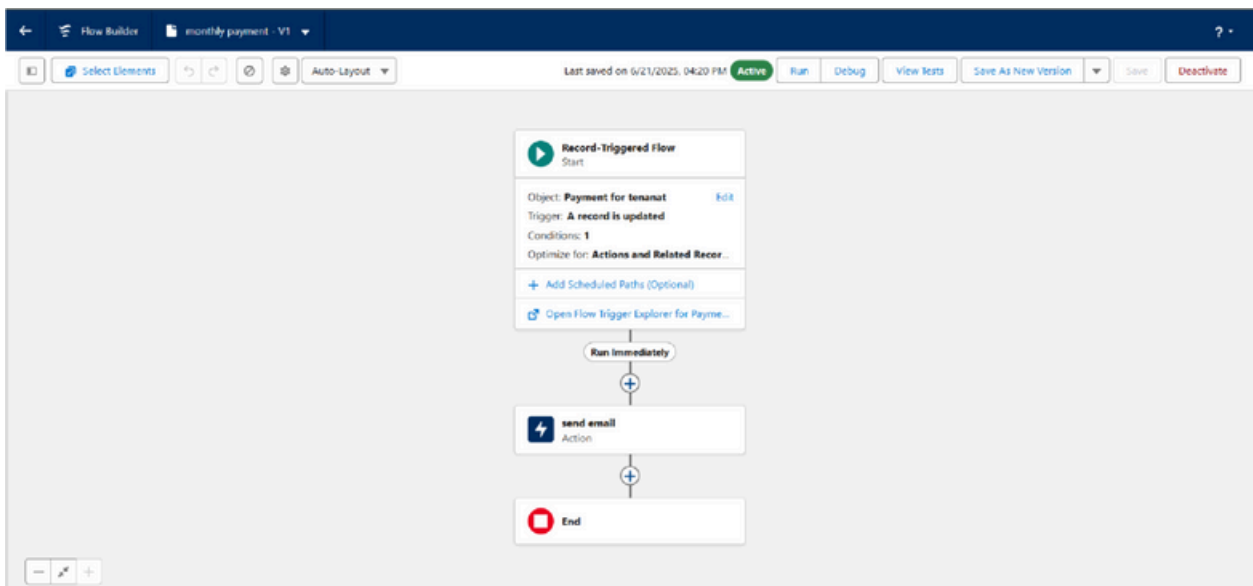 Flow Builder
monthly payment - V1
?
Select Elements
Auto-Layout
Last saved on 6/21/2025, 04:20 PM
Active
Run
Debug
View Tests
Save As New Version
Save
Deactivate
Record-Triggered Flow
Start
Object: Payment for tenanat
Edit
Trigger: A record is updated
Conditions: 1
Optimize for: Actions and Related Recor...
+ Add Scheduled Paths (Optional)
Open Flow Trigger Explorer for Payme...
Run Immediately
send email
Action
End